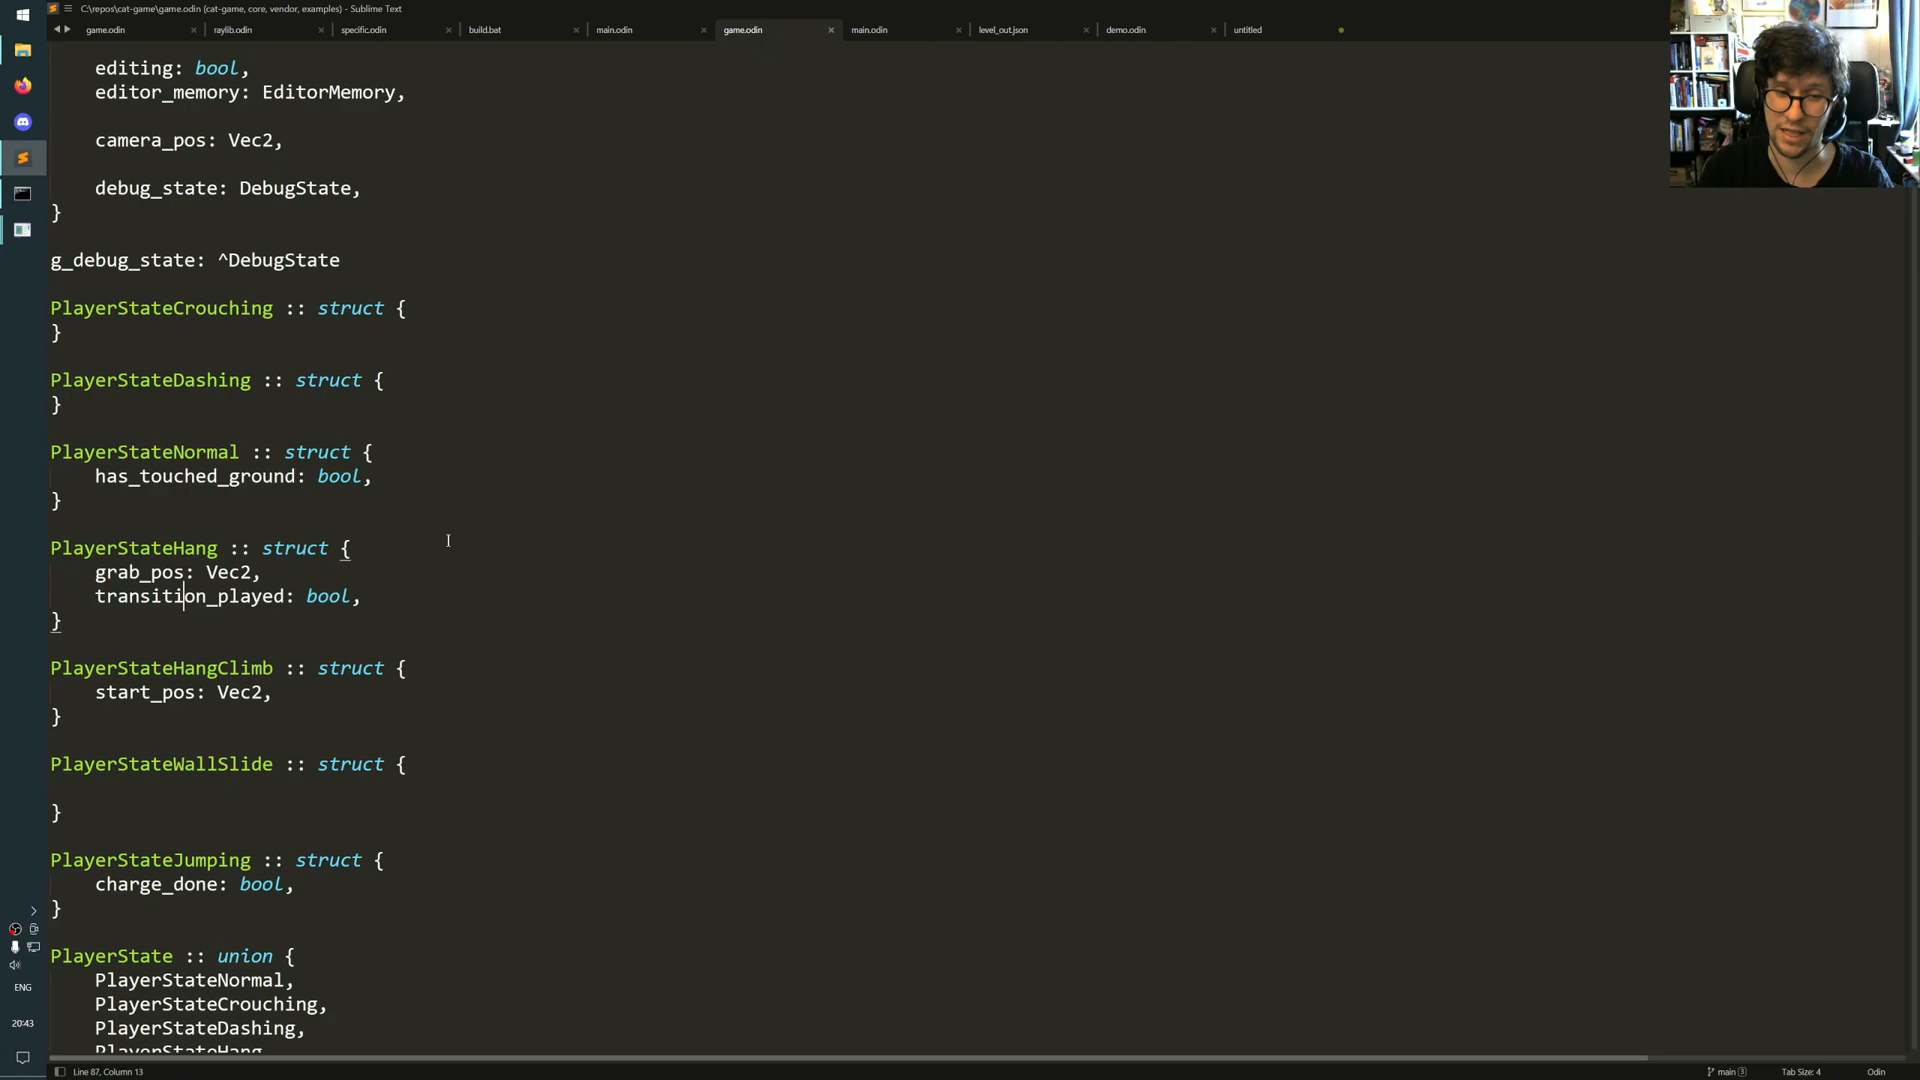 C:\repos\cat-game\game.odin (cat-game, core, vendor, examples) - Sublime Text
game.odin × raylib.odin × specific.odin × build.bat × main.odin × game.odin × main.odin × level_out.json × demo.odin × untitled
editing: bool,
editor_memory: EditorMemory,
camera_pos: Vec2,
debug_state: DebugState,
}
g_debug_state: ^DebugState
PlayerStateCrouching :: struct {
}
PlayerStateDashing :: struct {
}
PlayerStateNormal :: struct {
has_touched_ground: bool,
}
PlayerStateHang :: struct {
grab_pos: Vec2,
transition_played: bool,
}
PlayerStateHangClimb :: struct {
start_pos: Vec2,
}
PlayerStateWallSlide :: struct {
}
PlayerStateJumping :: struct {
charge_done: bool,
}
PlayerState :: union {
PlayerStateNormal,
PlayerStateCrouching,
PlayerStateDashing,
PlayerStateHang
ENG
20:43
Line 87, Column 13
main 3
Tab Size: 4
Odin